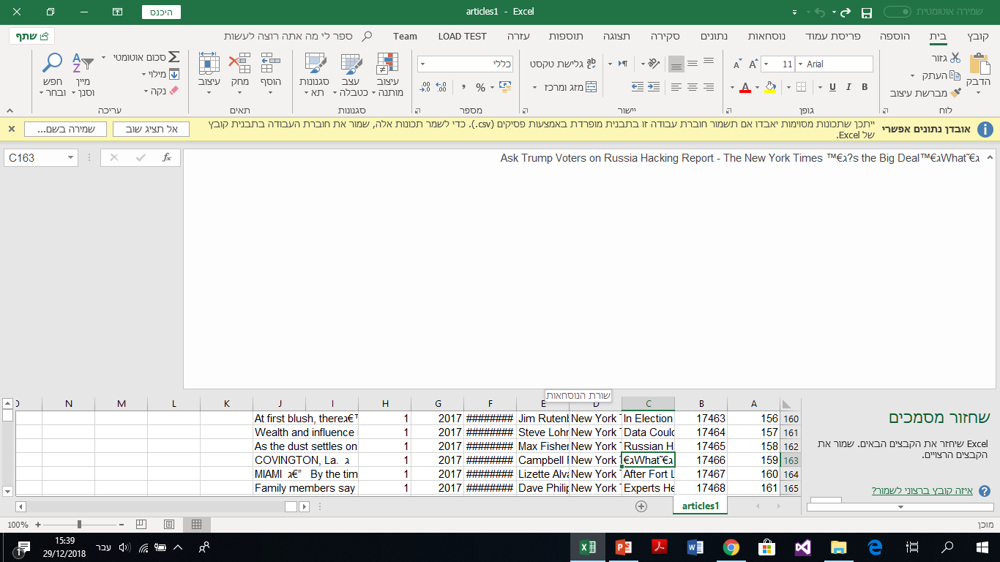 שמירה אוטומטית
articles1 - Excel
היכנס
קובץ בית הוספה פריסת עמוד נוסחאות נתונים סקירה תצוגה תוספות עזרה LOAD TEST Team ספר לי מה אתה רוצה לעשות
שתף
הדבק
גזור
העתק
מברשת עיצוב
לוח
Arial 11
B I U
גופן
גלישת טקסט
מזג ומרכז
יישור
כללי
% ,
מספר
עיצוב מותנה
עצב כטבלה
סגנונות תא
סגנונות
הוסף
מחק
עיצוב
תאים
סכום אוטומטי
מילוי
נקה
מיין וסנן
חפש ובחר
עריכה
אובדן נתונים אפשרי ייתכן שתכונות מסוימות יאבדו אם תשמור חוברת עבודה זו בתבנית מופרדת באמצעות פסיקים (csv.). כדי לשמר תכונות אלה, שמור את חוברת העבודה בתבנית קובץ
של Excel.
אל תציג שוב
שמירה בשם...
C163
fx
Ask Trump Voters on Russia Hacking Report - The New York Times ™€ג?s the Big Deal™€גWhat˜€ג
שורת הנוסחאות
N M L K J I H G F E D C B A
At first blush, thereג€™ 1 2017 ######## Jim Rutenb New York T In Election 17463 156 160
Wealth and influence 1 2017 ######## Steve Lohr New York T Data Could 17464 157 161
As the dust settles on 1 2017 ######## Max Fisher New York T Russian Ha 17465 158 162
COVINGTON, La. ג 1 2017 ######## Campbell New York T €גWhat˜€ג 17466 159 163
MIAMI ג€” By the tim 1 2017 ######## Lizette Alva New York T After Fort L 17467 160 164
Family members say 1 2017 ######## Dave Philip New York T Experts He 17468 161 165
שחזור מסמכים
Excel שיחזר את הקבצים הבאים. שמור את
הקבצים הרצויים.
איזה קובץ ברצוני לשמור?
articles1
מוכן
100%
15:39
29/12/2018
עבר
1